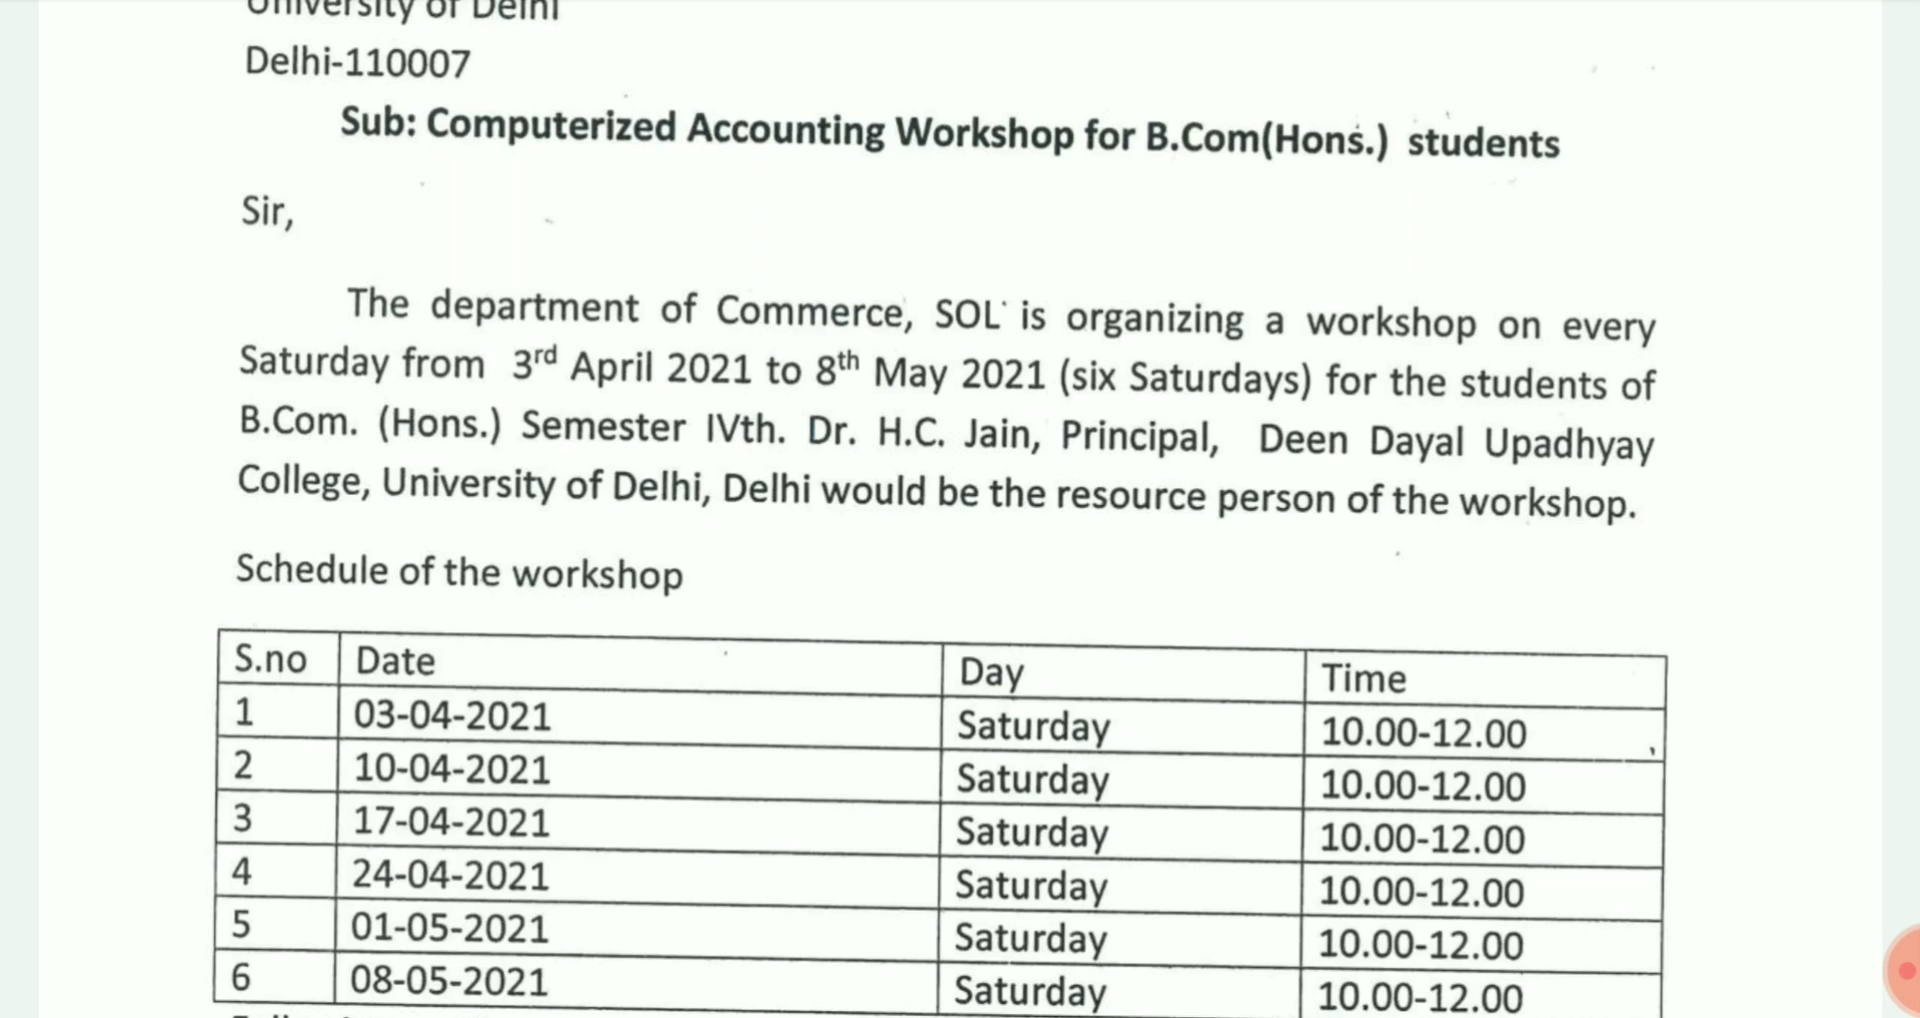 University of Delhi
Delhi-110007
Sub: Computerized Accounting Workshop for B.Com(Hons.) students
Sir,
The department of Commerce, SOL is organizing a workshop on every
Saturday from 3rd April 2021 to 8th May 2021 (six Saturdays) for the students of
B.Com. (Hons.) Semester IVth. Dr. H.C. Jain, Principal, Deen Dayal Upadhyay
College, University of Delhi, Delhi would be the resource person of the workshop.
Schedule of the workshop
S.no Date Day Time
1 03-04-2021 Saturday 10.00-12.00
2 10-04-2021 Saturday 10.00-12.00
3 17-04-2021 Saturday 10.00-12.00
4 24-04-2021 Saturday 10.00-12.00
5 01-05-2021 Saturday 10.00-12.00
6 08-05-2021 Saturday 10.00-12.00